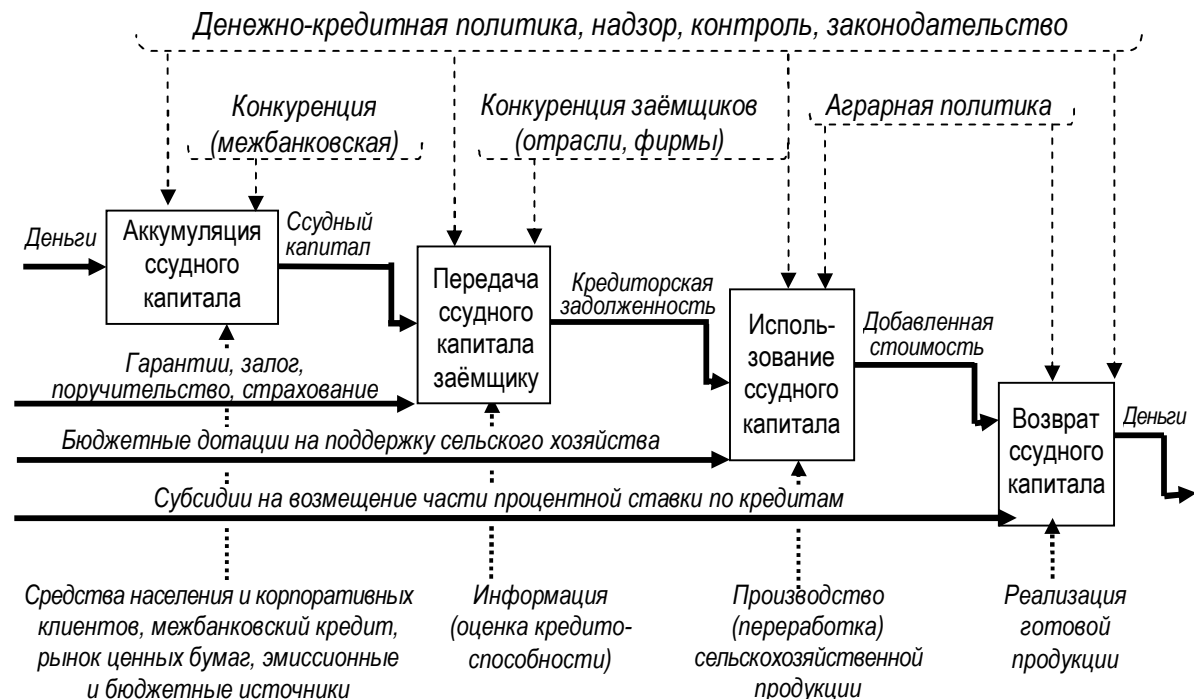 Денежно-кредитная политика, надзор, контроль, законодательство
Конкуренция
(межбанковская)
Конкуренция заёмщиков
(отрасли, фирмы)
Аграрная политика
Деньги
Аккумуляция
ссудного
капитала
Ссудный
капитал
Передача
ссудного
капитала
заёмщику
Кредиторская
задолженность
Исполь-
зование
ссудного
капитала
Добавленная
стоимость
Возврат
ссудного
капитала
Деньги
Гарантии, залог,
поручительство, страхование
Бюджетные дотации на поддержку сельского хозяйства
Субсидии на возмещение части процентной ставки по кредитам
Средства населения и корпоративных
клиентов, межбанковский кредит,
рынок ценных бумаг, эмиссионные
и бюджетные источники
Информация
(оценка кредито-
способности)
Производство
(переработка)
сельскохозяйственной
продукции
Реализация
готовой
продукции